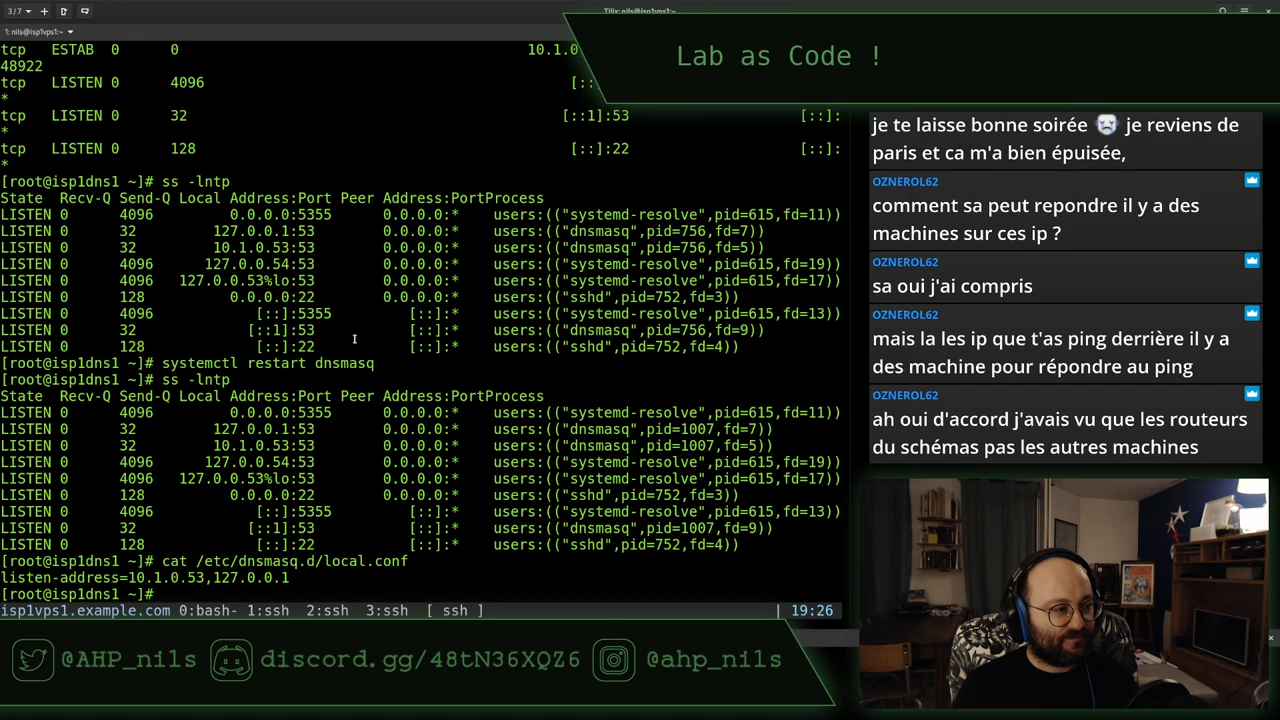 3/7
Tilix: nils@isp1vps1:~
1: nils@isp1vps1:~
Lab as Code !
tcp ESTAB 0 0 10.1.0
48922
tcp LISTEN 0 4096 [::
*
tcp LISTEN 0 32 [::1]:53 [::]:
*
tcp LISTEN 0 128 [::]:22 [::]:
*
[root@isp1dns1 ~]# ss -lntp
State Recv-Q Send-Q Local Address:Port Peer Address:PortProcess
LISTEN 0 4096 0.0.0.0:5355 0.0.0.0:* users:(("systemd-resolve",pid=615,fd=11))
LISTEN 0 32 127.0.0.1:53 0.0.0.0:* users:(("dnsmasq",pid=756,fd=7))
LISTEN 0 32 10.1.0.53:53 0.0.0.0:* users:(("dnsmasq",pid=756,fd=5))
LISTEN 0 4096 127.0.0.54:53 0.0.0.0:* users:(("systemd-resolve",pid=615,fd=19))
LISTEN 0 4096 127.0.0.53%lo:53 0.0.0.0:* users:(("systemd-resolve",pid=615,fd=17))
LISTEN 0 128 0.0.0.0:22 0.0.0.0:* users:(("sshd",pid=752,fd=3))
LISTEN 0 4096 [::]:5355 [::]:* users:(("systemd-resolve",pid=615,fd=13))
LISTEN 0 32 [::1]:53 [::]:* users:(("dnsmasq",pid=756,fd=9))
LISTEN 0 128 [::]:22 [::]:* users:(("sshd",pid=752,fd=4))
[root@isp1dns1 ~]# systemctl restart dnsmasq
[root@isp1dns1 ~]# ss -lntp
State Recv-Q Send-Q Local Address:Port Peer Address:PortProcess
LISTEN 0 4096 0.0.0.0:5355 0.0.0.0:* users:(("systemd-resolve",pid=615,fd=11))
LISTEN 0 32 127.0.0.1:53 0.0.0.0:* users:(("dnsmasq",pid=1007,fd=7))
LISTEN 0 32 10.1.0.53:53 0.0.0.0:* users:(("dnsmasq",pid=1007,fd=5))
LISTEN 0 4096 127.0.0.54:53 0.0.0.0:* users:(("systemd-resolve",pid=615,fd=19))
LISTEN 0 4096 127.0.0.53%lo:53 0.0.0.0:* users:(("systemd-resolve",pid=615,fd=17))
LISTEN 0 128 0.0.0.0:22 0.0.0.0:* users:(("sshd",pid=752,fd=3))
LISTEN 0 4096 [::]:5355 [::]:* users:(("systemd-resolve",pid=615,fd=13))
LISTEN 0 32 [::1]:53 [::]:* users:(("dnsmasq",pid=1007,fd=9))
LISTEN 0 128 [::]:22 [::]:* users:(("sshd",pid=752,fd=4))
[root@isp1dns1 ~]# cat /etc/dnsmasq.d/local.conf
listen-address=10.1.0.53,127.0.0.1
[root@isp1dns1 ~]#
isp1vps1.example.com 0:bash- 1:ssh 2:ssh 3:ssh [ ssh ] | 19:26
je te laisse bonne soirée 😭 je reviens de
paris et ca m'a bien épuisée,
OZNEROL62
comment sa peut repondre il y a des
machines sur ces ip ?
OZNEROL62
sa oui j'ai compris
OZNEROL62
mais la les ip que t'as ping derrière il y a
des machine pour répondre au ping
OZNEROL62
ah oui d'accord j'avais vu que les routeurs
du schémas pas les autres machines
@AHP_nils discord.gg/48tN36XQZ6 @ahp_nils